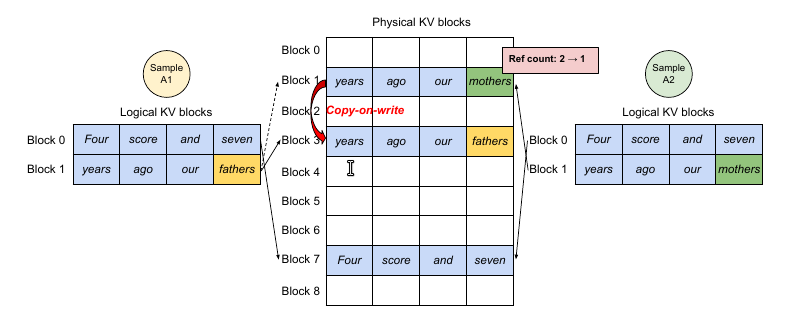 Physical KV blocks
Block 0
Ref count: 2 → 1
Sample
A1
Sample
A2
Block 1 years ago our mothers
Logical KV blocks
Block 2 Copy-on-write
Logical KV blocks
Block 0 Four score and seven
Block 3 years ago our fathers
Block 0 Four score and seven
Block 1 years ago our fathers
Block 4
Block 1 years ago our mothers
Block 5
Block 6
Block 7 Four score and seven
Block 8